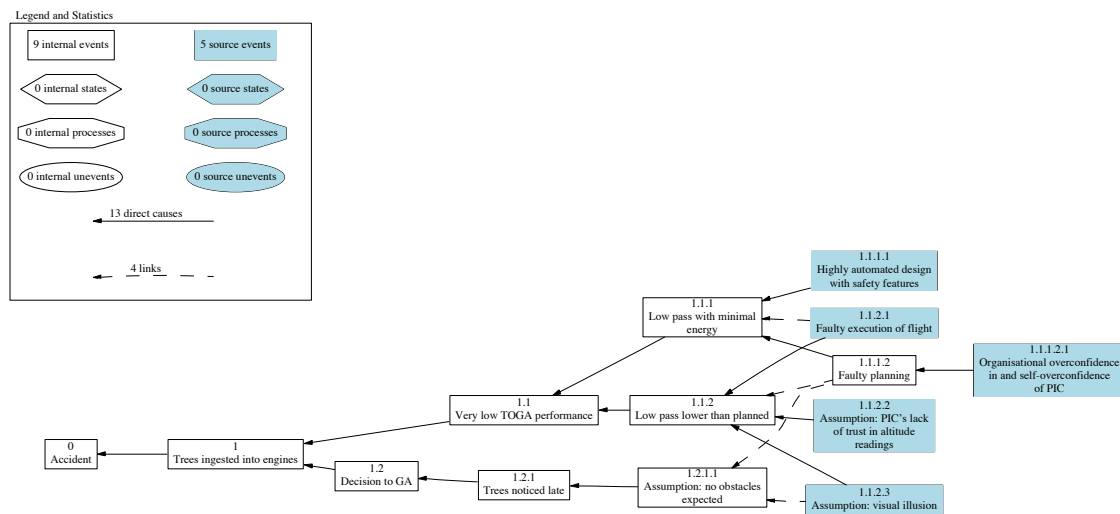 Legend and Statistics
9 internal events
5 source events
0 internal states
0 source states
0 internal processes
0 source processes
0 internal unevents
0 source unevents
13 direct causes
4 links
1.1.1.1
Highly automated design
with safety features
1.1.1
Low pass with minimal
energy
1.1.2.1
Faulty execution of flight
1.1.1.2
Faulty planning
1.1.1.2.1
Organisational overconfidence
in and self-overconfidence
of PIC
1.1
Very low TOGA performance
1.1.2
Low pass lower than planned
1.1.2.2
Assumption: PIC's lack
of trust in altitude
readings
0
Accident
1
Trees ingested into engines
1.2
Decision to GA
1.2.1
Trees noticed late
1.2.1.1
Assumption: no obstacles
expected
1.1.2.3
Assumption: visual illusion